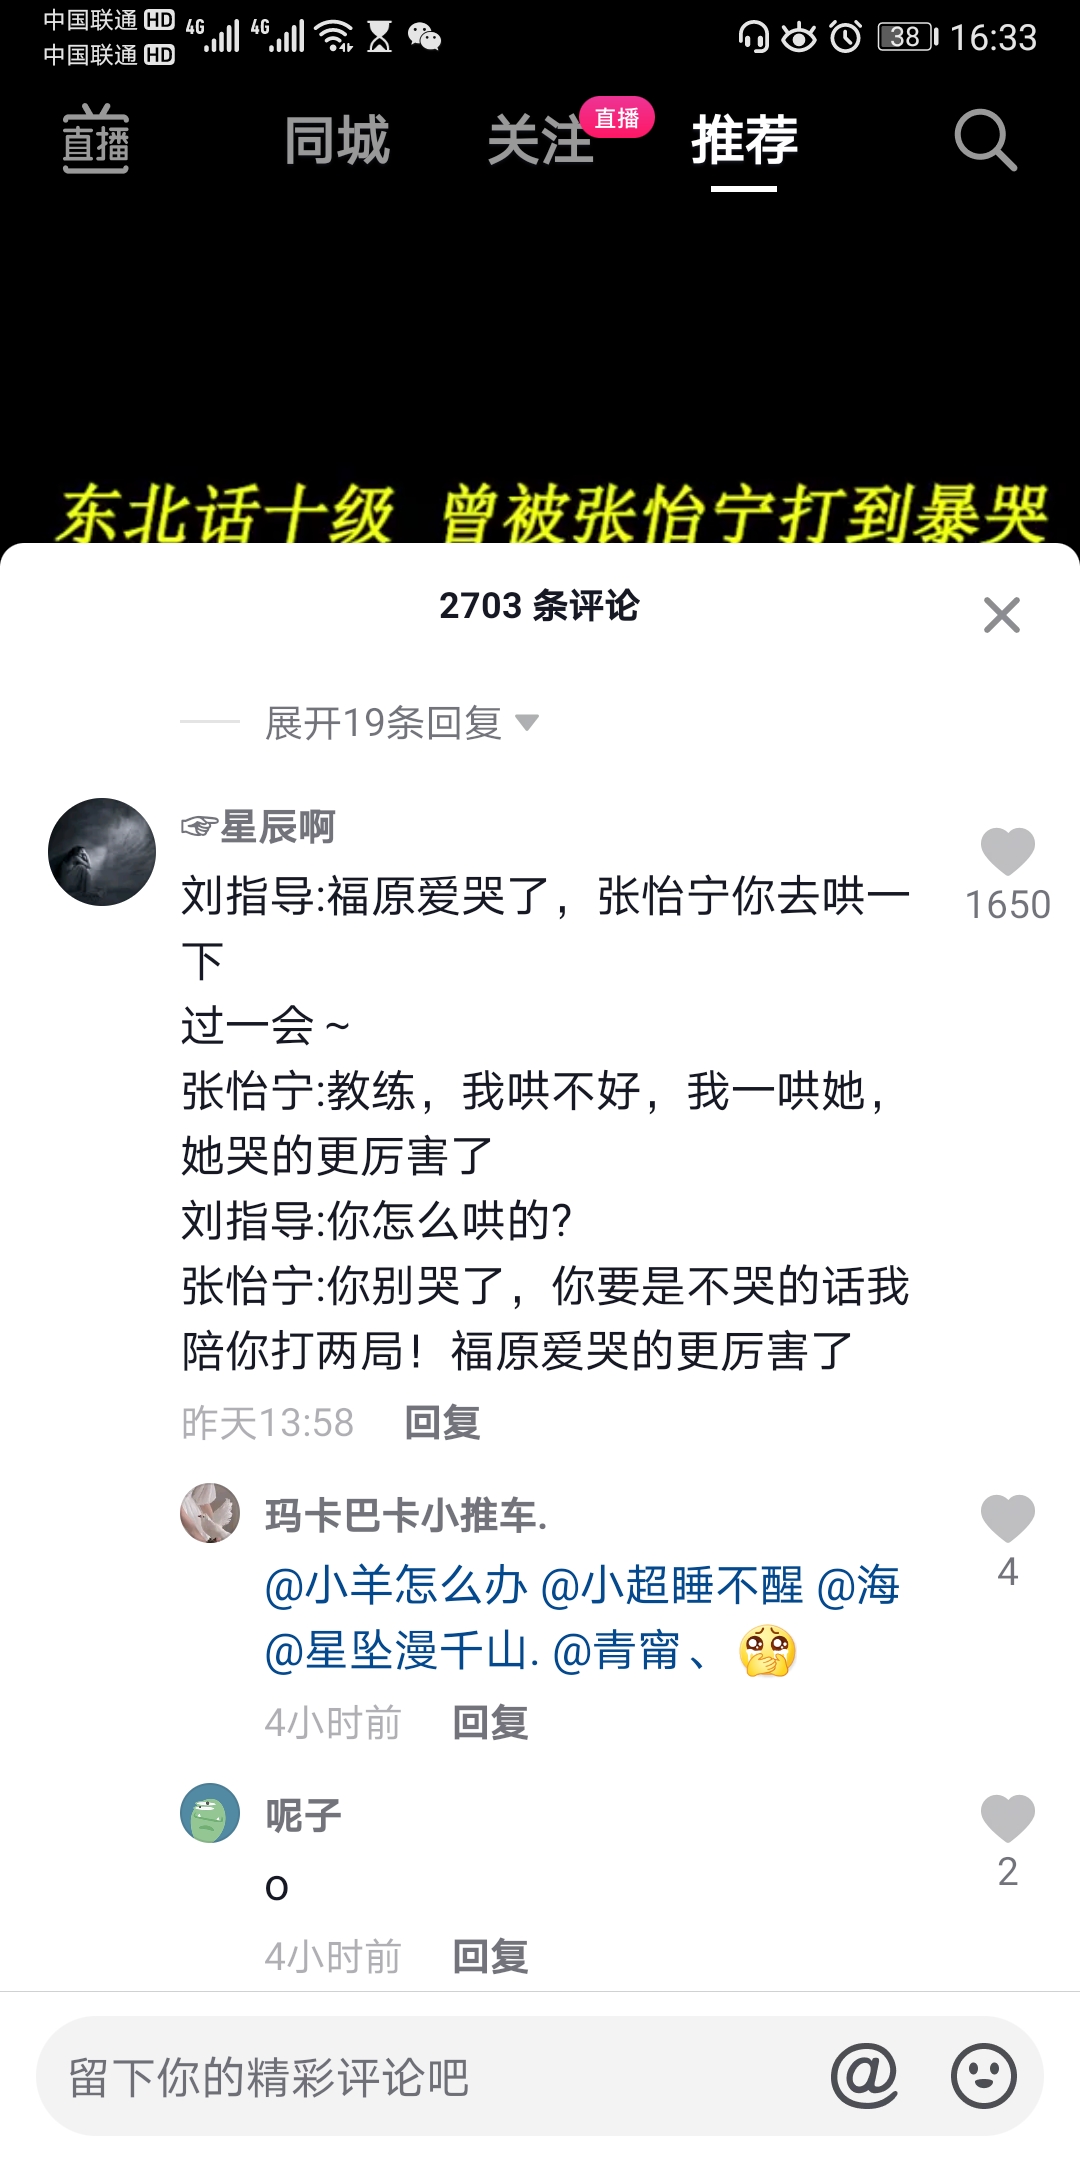 中国联通 HD 4G 4G 38 16:33
中国联通 HD
直播 同城 关注 直播 推荐
东北话十级 曾被张怡宁打到暴哭
2703 条评论
展开19条回复
☞星辰啊
刘指导:福原爱哭了，张怡宁你去哄一
下
1650
过一会～
张怡宁:教练，我哄不好，我一哄她，
她哭的更厉害了
刘指导:你怎么哄的?
张怡宁:你别哭了，你要是不哭的话我
陪你打两局！福原爱哭的更厉害了
昨天13:58 回复
玛卡巴卡小推车.
@小羊怎么办 @小超睡不醒 @海
4
@星坠漫千山. @青甯、
4小时前 回复
呢子
o
2
4小时前 回复
留下你的精彩评论吧 @